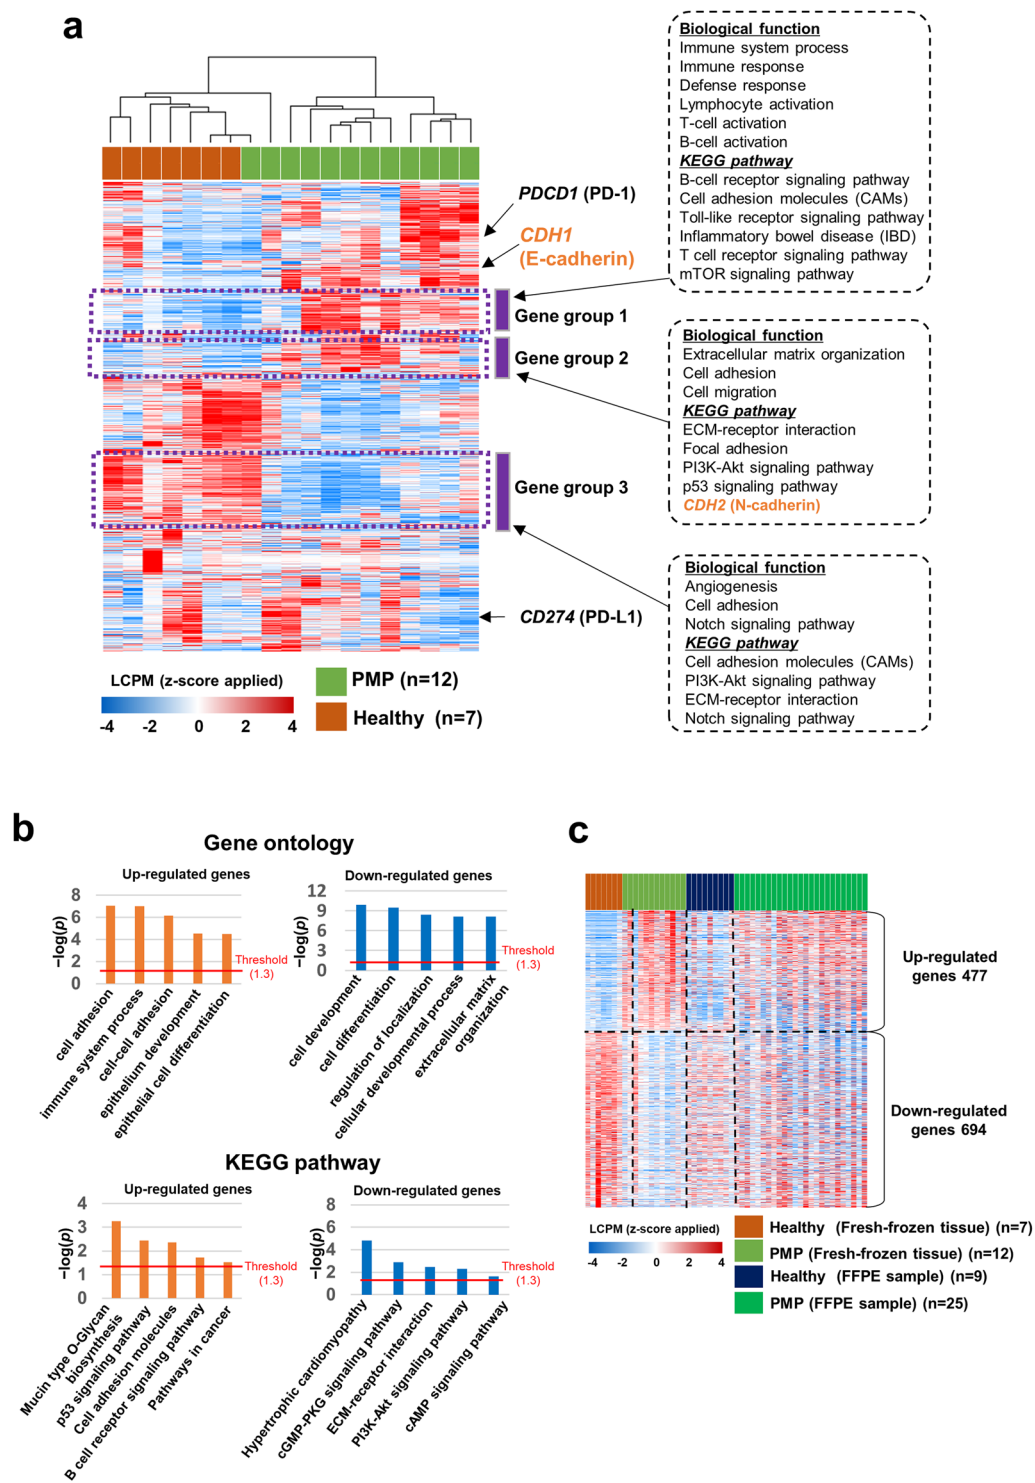 a
Biological function
Immune system process
Immune response
Defense response
Lymphocyte activation
T-cell activation
B-cell activation
KEGG pathway
B-cell receptor signaling pathway
Cell adhesion molecules (CAMs)
Toll-like receptor signaling pathway
Inflammatory bowel disease (IBD)
T cell receptor signaling pathway
mTOR signaling pathway
PDCD1 (PD-1)
CDH1
(E-cadherin)
Gene group 1
Gene group 2
Gene group 3
CD274 (PD-L1)
Biological function
Extracellular matrix organization
Cell adhesion
Cell migration
KEGG pathway
ECM-receptor interaction
Focal adhesion
PI3K-Akt signaling pathway
p53 signaling pathway
CDH2 (N-cadherin)
Biological function
Angiogenesis
Cell adhesion
Notch signaling pathway
KEGG pathway
Cell adhesion molecules (CAMs)
PI3K-Akt signaling pathway
ECM-receptor interaction
Notch signaling pathway
LCPM (z-score applied)
-4 -2 0 2 4
PMP (n=12)
Healthy (n=7)
b
Gene ontology
Up-regulated genes
−log(p)
8
6
4
2
0
Threshold
(1.3)
cell adhesion
immune system process
cell-cell adhesion
epithelium development
epithelial cell differentiation
Down-regulated genes
−log(p)
12
9
6
3
0
Threshold
(1.3)
cell development
cell differentiation
regulation of localization
cellular developmental process
extracellular matrix
organization
KEGG pathway
Up-regulated genes
−log(p)
4
3
2
1
0
Threshold
(1.3)
Mucin type O-Glycan
biosynthesis
p53 signaling pathway
Cell adhesion molecules
B cell receptor signaling pathway
Pathways in cancer
Down-regulated genes
−log(p)
8
6
4
2
0
Threshold
(1.3)
Hypertrophic cardiomyopathy
cGMP-PKG signaling pathway
ECM-receptor interaction
PI3K-Akt signaling pathway
cAMP signaling pathway
c
Up-regulated
genes 477
Down-regulated
genes 694
LCPM (z-score applied)
-4 -2 0 2 4
Healthy (Fresh-frozen tissue) (n=7)
PMP (Fresh-frozen tissue) (n=12)
Healthy (FFPE sample) (n=9)
PMP (FFPE sample) (n=25)